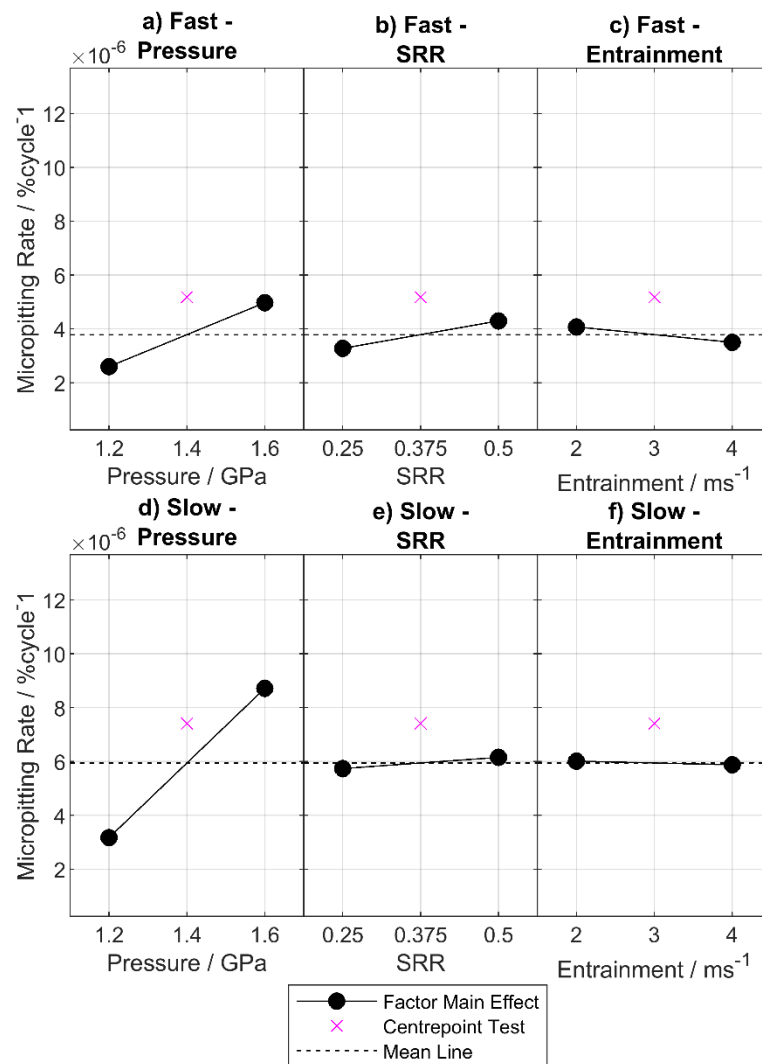 a) Fast -
Pressure
b) Fast -
SRR
c) Fast -
Entrainment
×10⁻⁶
Micropitting Rate / %cycle⁻1
12
10
8
6
4
2
1.2 1.4 1.6
Pressure / GPa
0.25 0.375 0.5
SRR
2 3 4
Entrainment / ms⁻¹
d) Slow -
Pressure
e) Slow -
SRR
f) Slow -
Entrainment
×10⁻⁶
Micropitting Rate / %cycle⁻1
12
10
8
6
4
2
1.2 1.4 1.6
Pressure / GPa
0.25 0.375 0.5
SRR
2 3 4
Entrainment / ms⁻¹
Factor Main Effect
Centrepoint Test
Mean Line